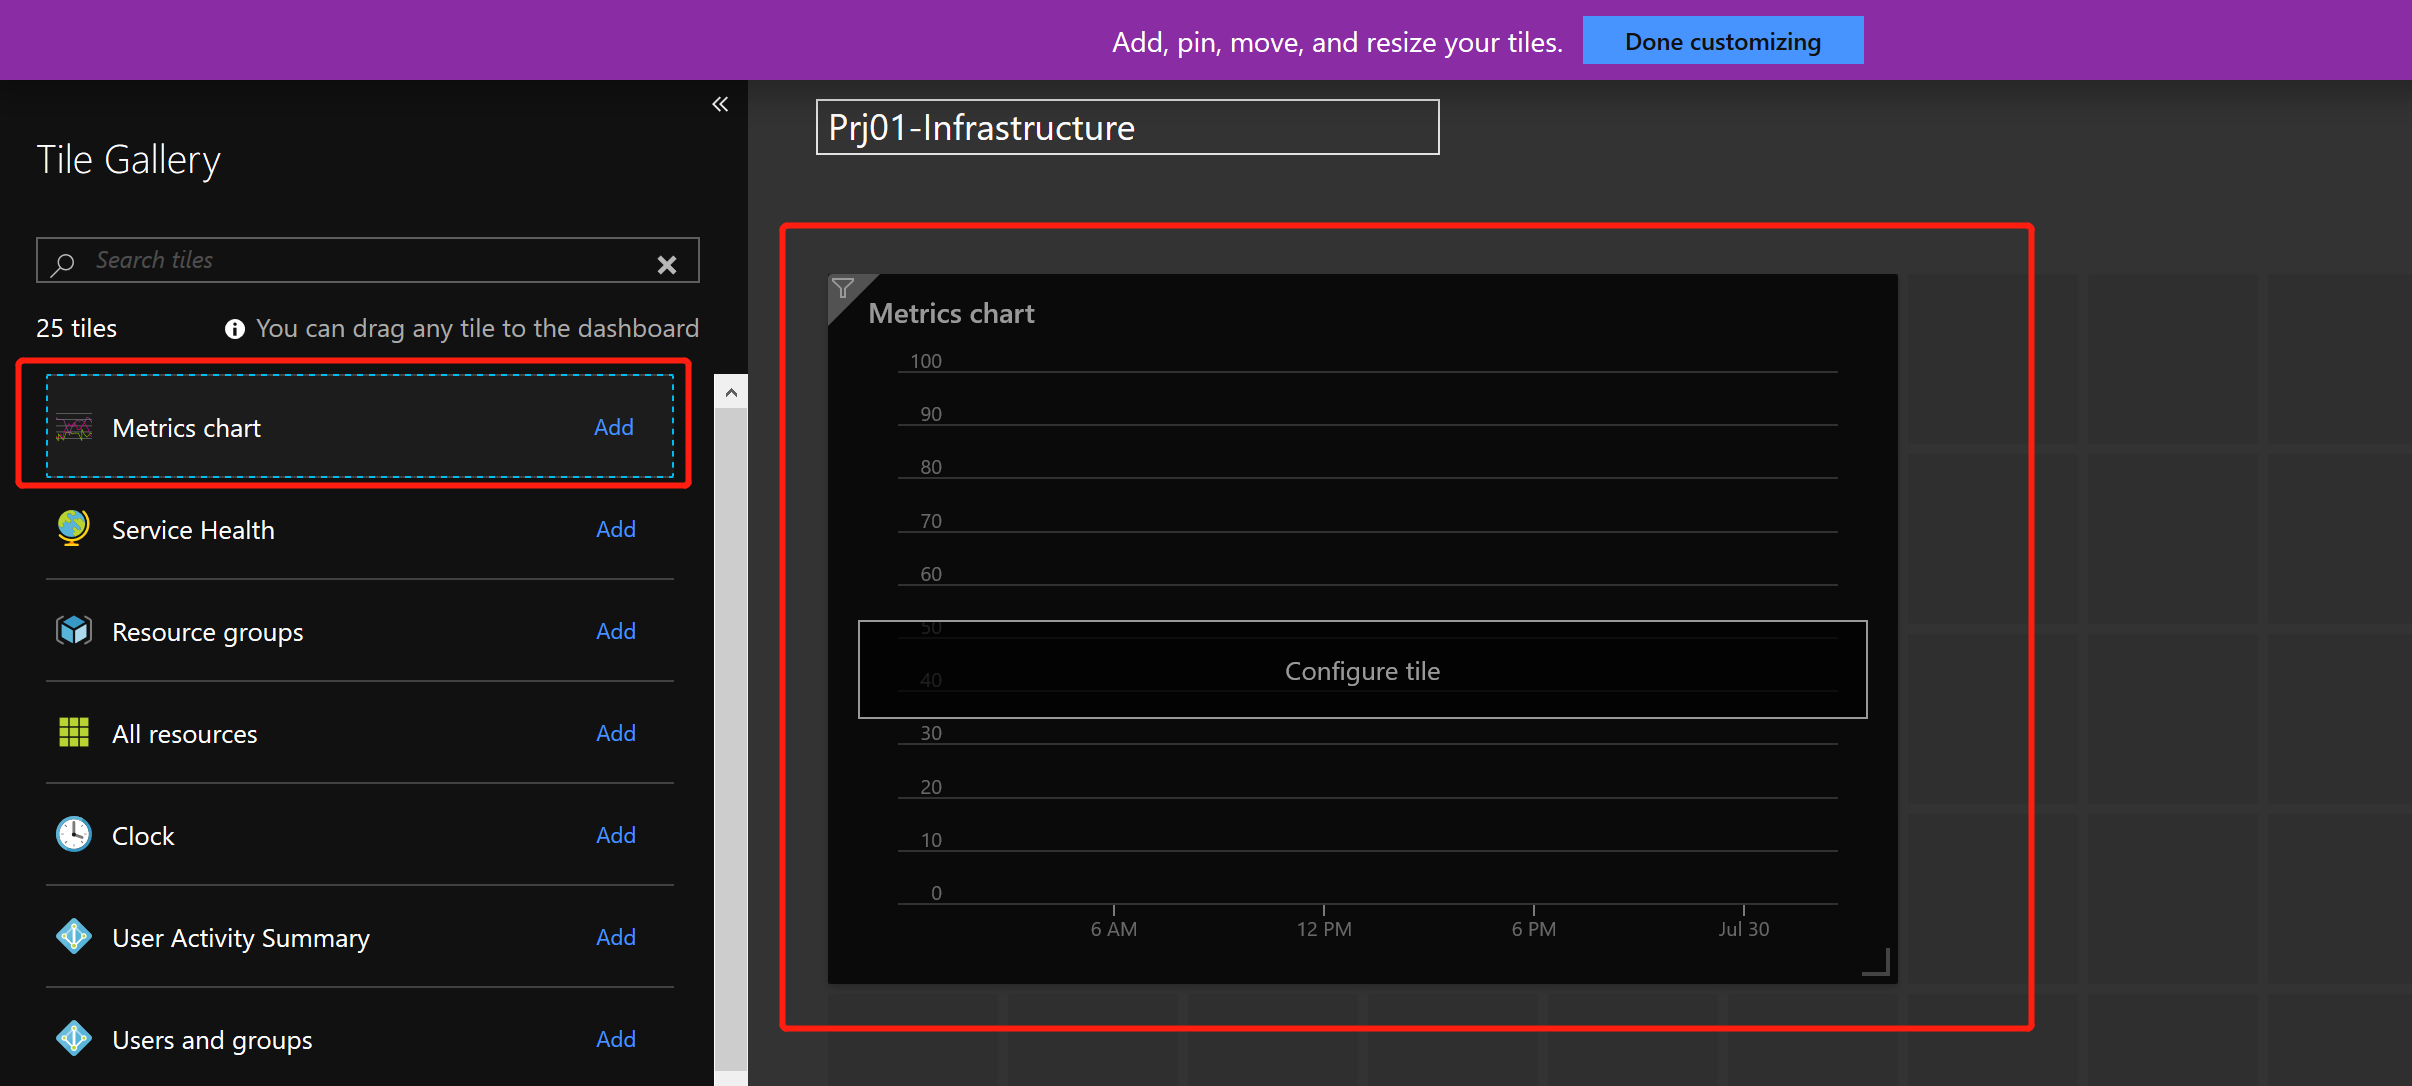 Add, pin, move, and resize your tiles.
Done customizing
Tile Gallery
Search tiles
25 tiles
You can drag any tile to the dashboard
Metrics chart
Add
Service Health
Add
Resource groups
Add
All resources
Add
Clock
Add
User Activity Summary
Add
Users and groups
Add
Prj01-Infrastructure
Metrics chart
100
90
80
70
60
50
Configure tile
40
30
20
10
0
6 AM
12 PM
6 PM
Jul 30